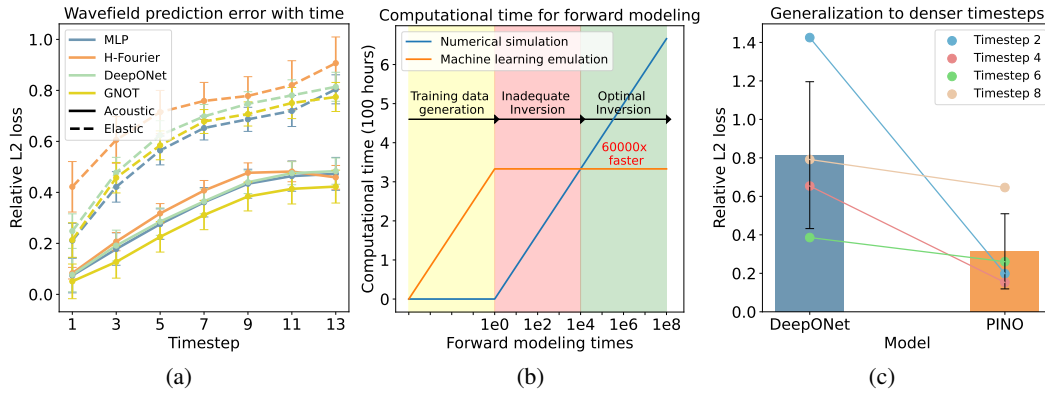 Wavefield prediction error with time
Relative L2 loss
1.0
0.8
0.6
0.4
0.2
0.0
MLP
H-Fourier
DeepONet
GNOT
Acoustic
Elastic
1 3 5 7 9 11 13
Timestep
(a)
Computational time for forward modeling
Computational time (100 hours)
6
5
4
3
2
1
0
Numerical simulation
Machine learning emulation
Training data
generation
Inadequate
Inversion
Optimal
Inversion
60000x
faster
1e0 1e2 1e4 1e6 1e8
Forward modeling times
(b)
Generalization to denser timesteps
Relative L2 loss
1.4
1.2
1.0
0.8
0.6
0.4
0.2
0.0
Timestep 2
Timestep 4
Timestep 6
Timestep 8
DeepONet PINO
Model
(c)